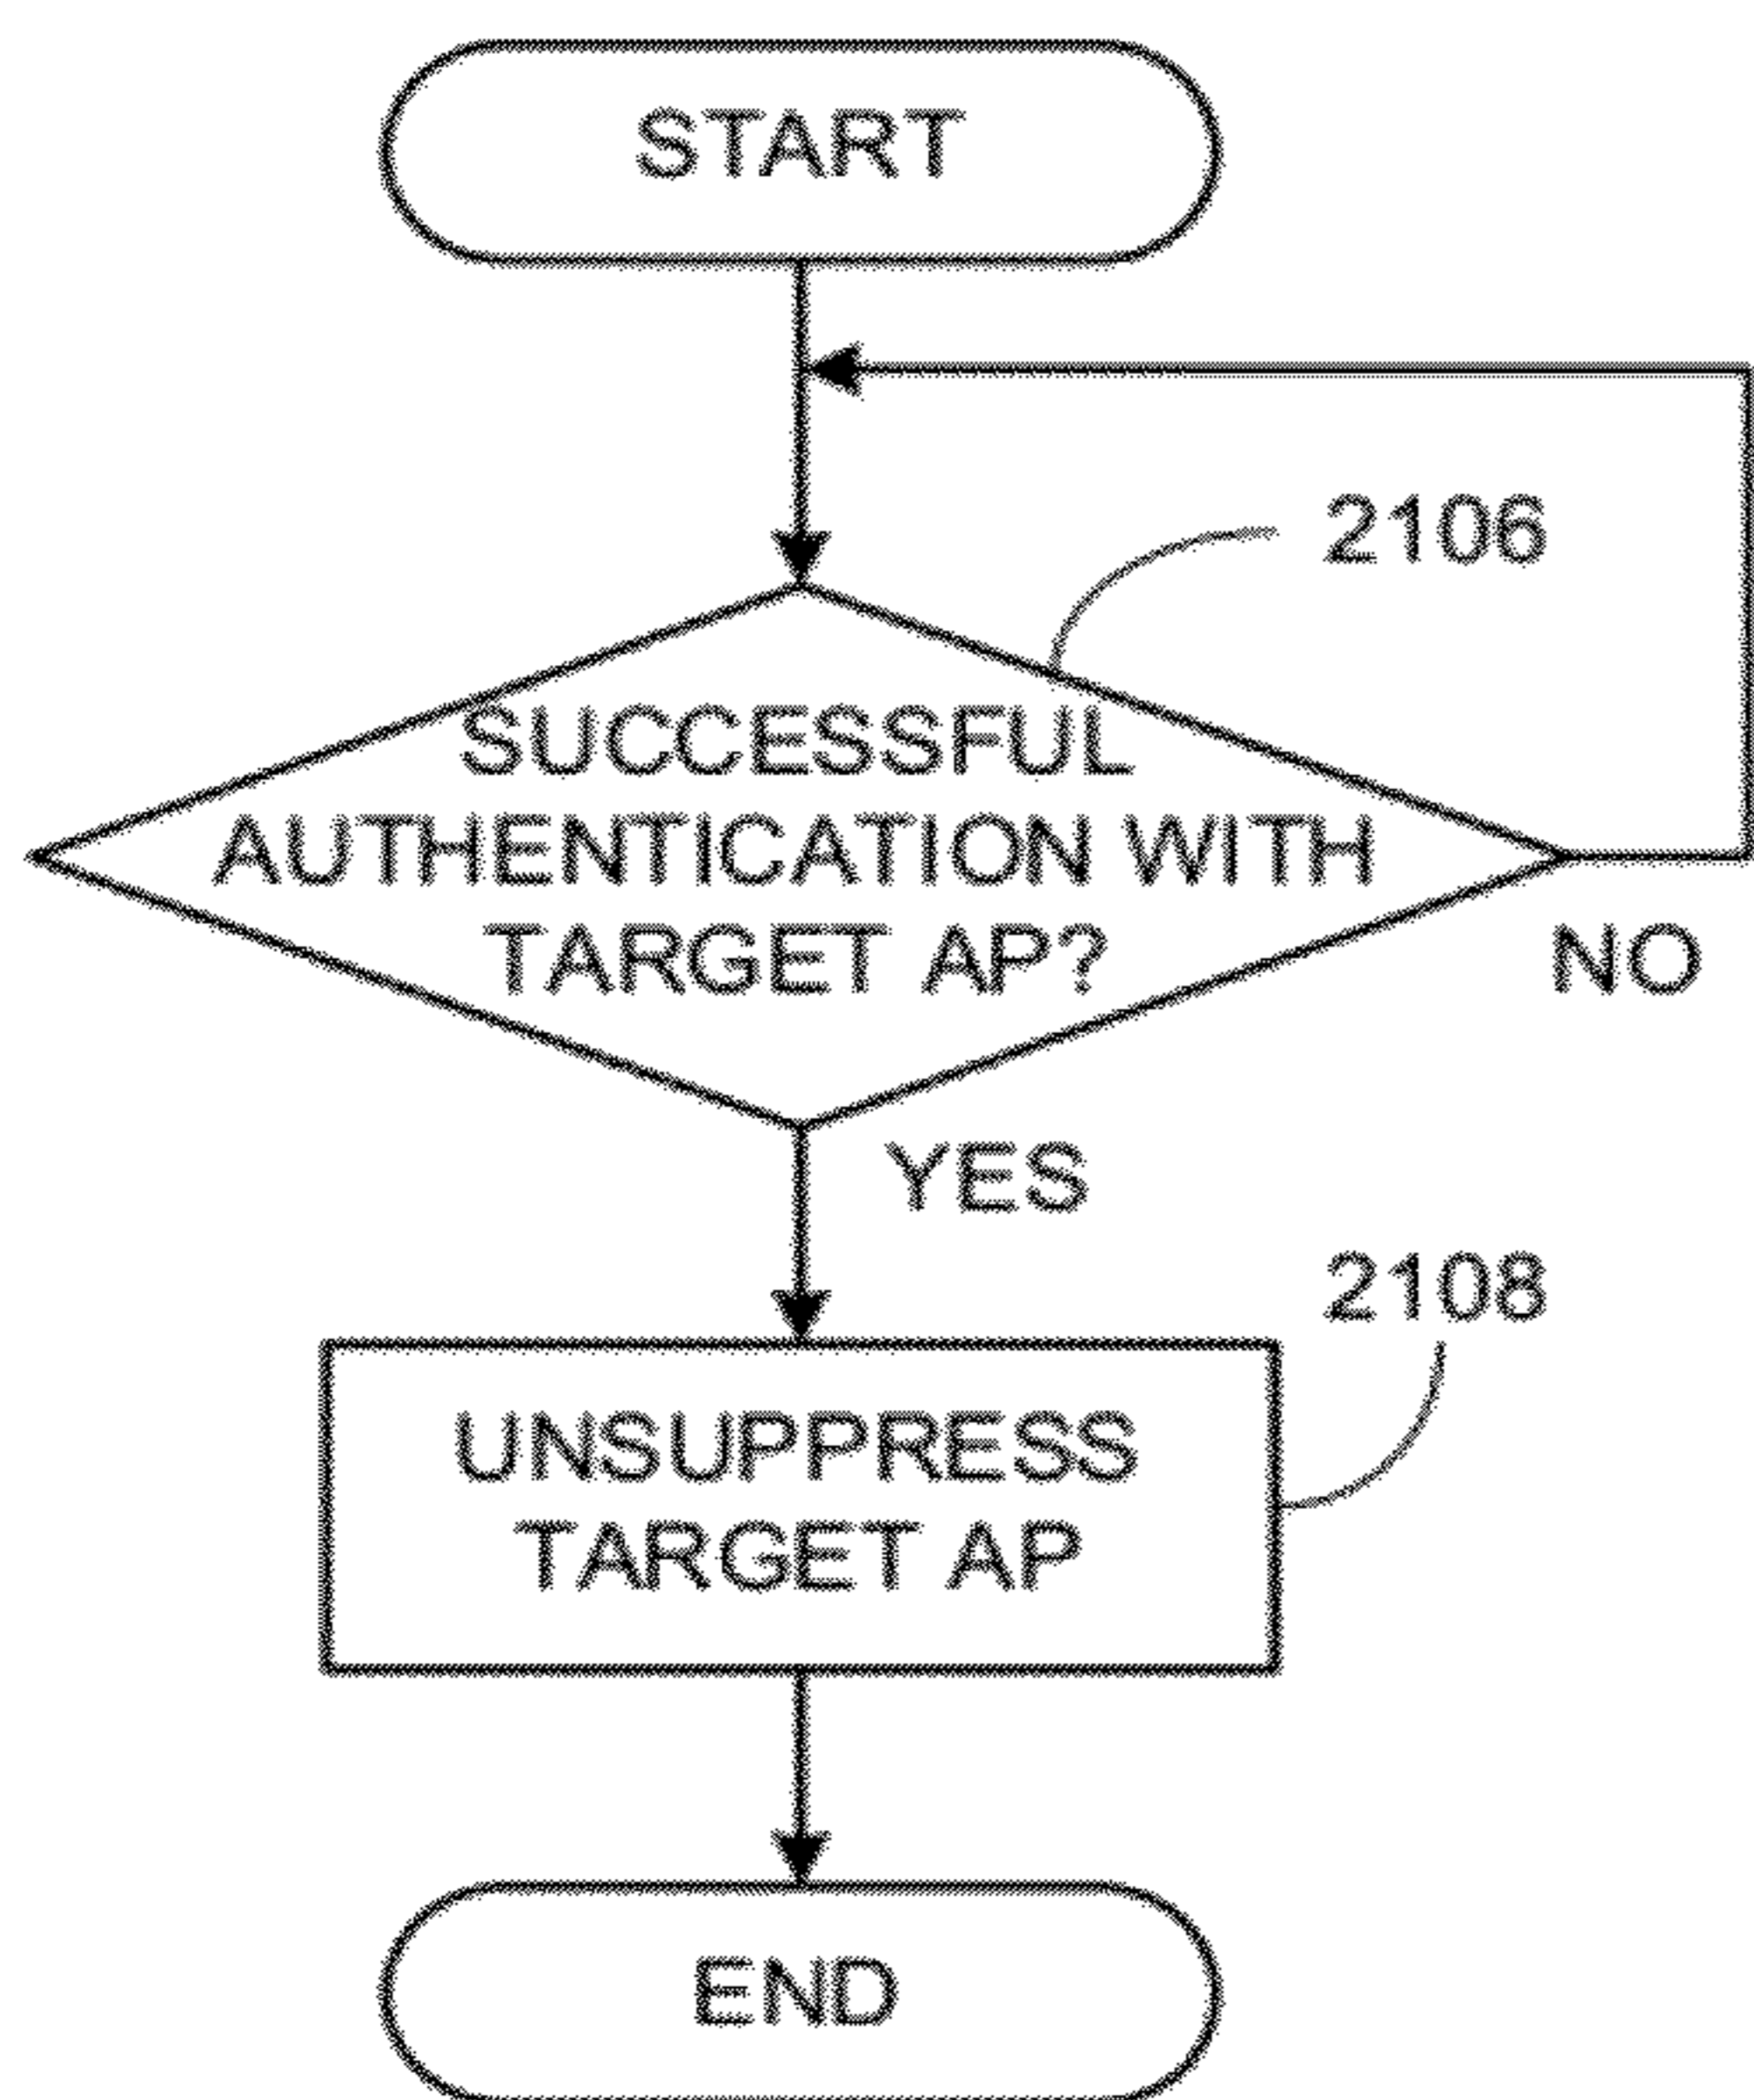 START
2106
SUCCESSFUL
AUTHENTICATION WITH
TARGET AP?
NO
YES
2108
UNSUPPRESS
TARGET AP
END